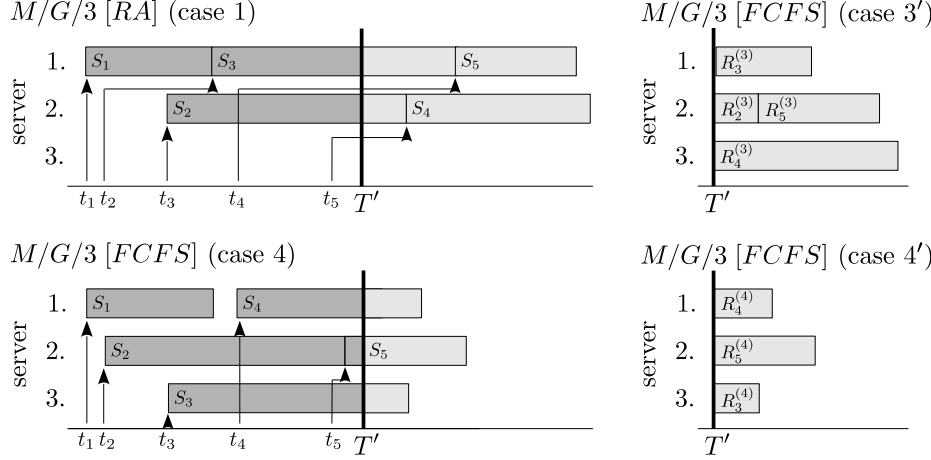 M/G/3 [RA] (case 1)
server
1. S₁ S₃ S₅
2. S₂ S₄
3.
t₁ t₂ t₃ t₄ t₅ T′
M/G/3 [FCFS] (case 3′)
server
1. R₃⁽³⁾
2. R₂⁽³⁾ R₅⁽³⁾
3. R₄⁽³⁾
T′
M/G/3 [FCFS] (case 4)
server
1. S₁ S₄
2. S₂ S₅
3. S₃
t₁ t₂ t₃ t₄ t₅ T′
M/G/3 [FCFS] (case 4′)
server
1. R₄⁽⁴⁾
2. R₅⁽⁴⁾
3. R₃⁽⁴⁾
T′